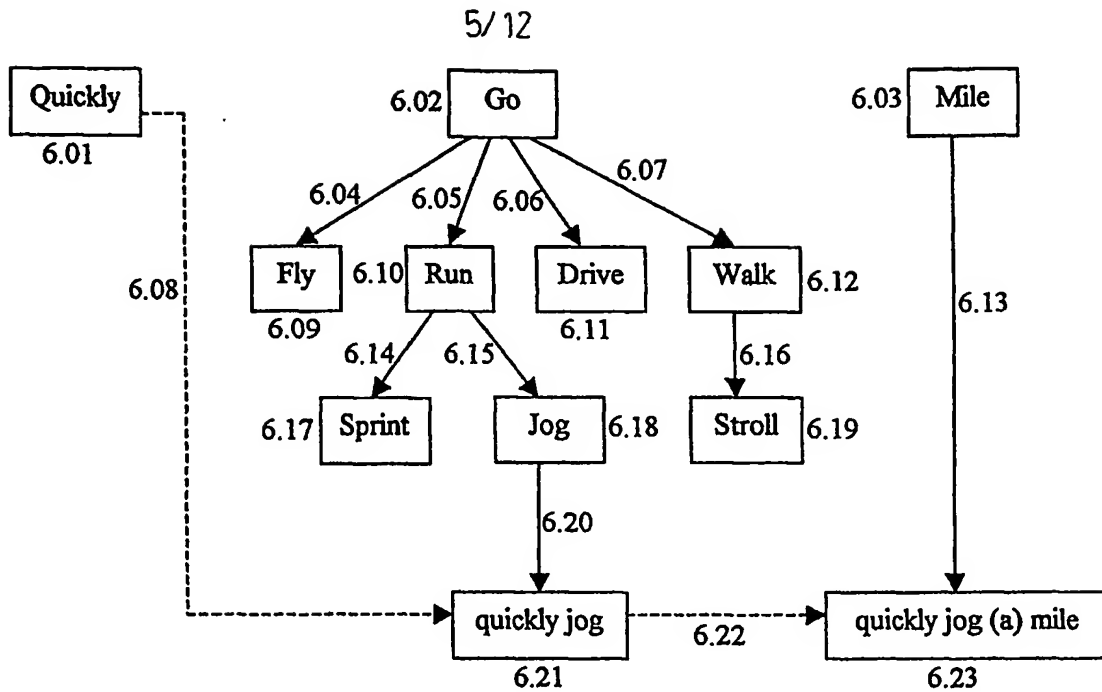 5/12
Quickly
6.01
6.02
Go
6.03
Mile
6.04
6.05
6.06
6.07
6.08
Fly
6.09
6.10
Run
Drive
6.11
Walk
6.12
6.13
6.14
6.15
6.16
6.17
Sprint
Jog
6.18
Stroll
6.19
6.20
quickly jog
6.21
6.22
quickly jog (a) mile
6.23